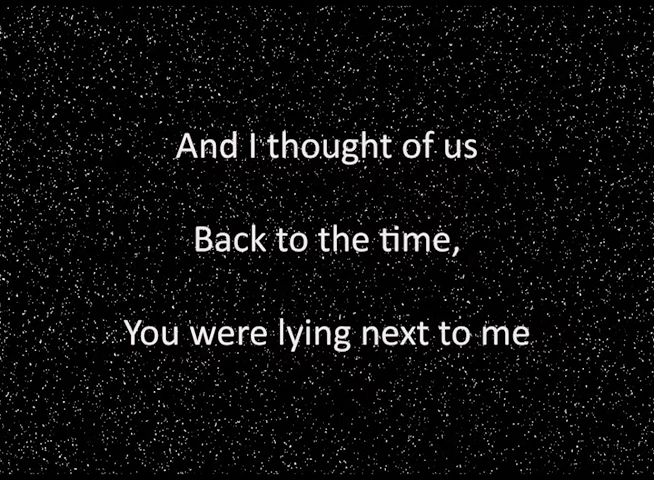 And I thought of us
Back to the time,
You were lying next to me